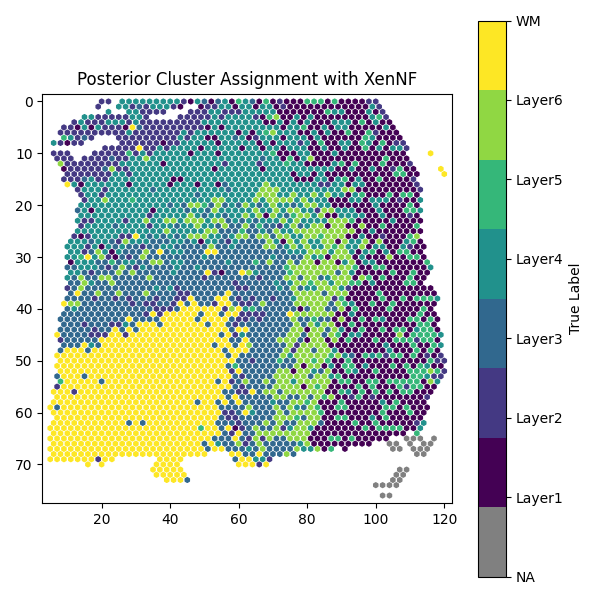 Posterior Cluster Assignment with XenNF
0
10
20
30
40
50
60
70
20
40
60
80
100
120
WM
Layer6
Layer5
Layer4
Layer3
Layer2
Layer1
NA
True Label